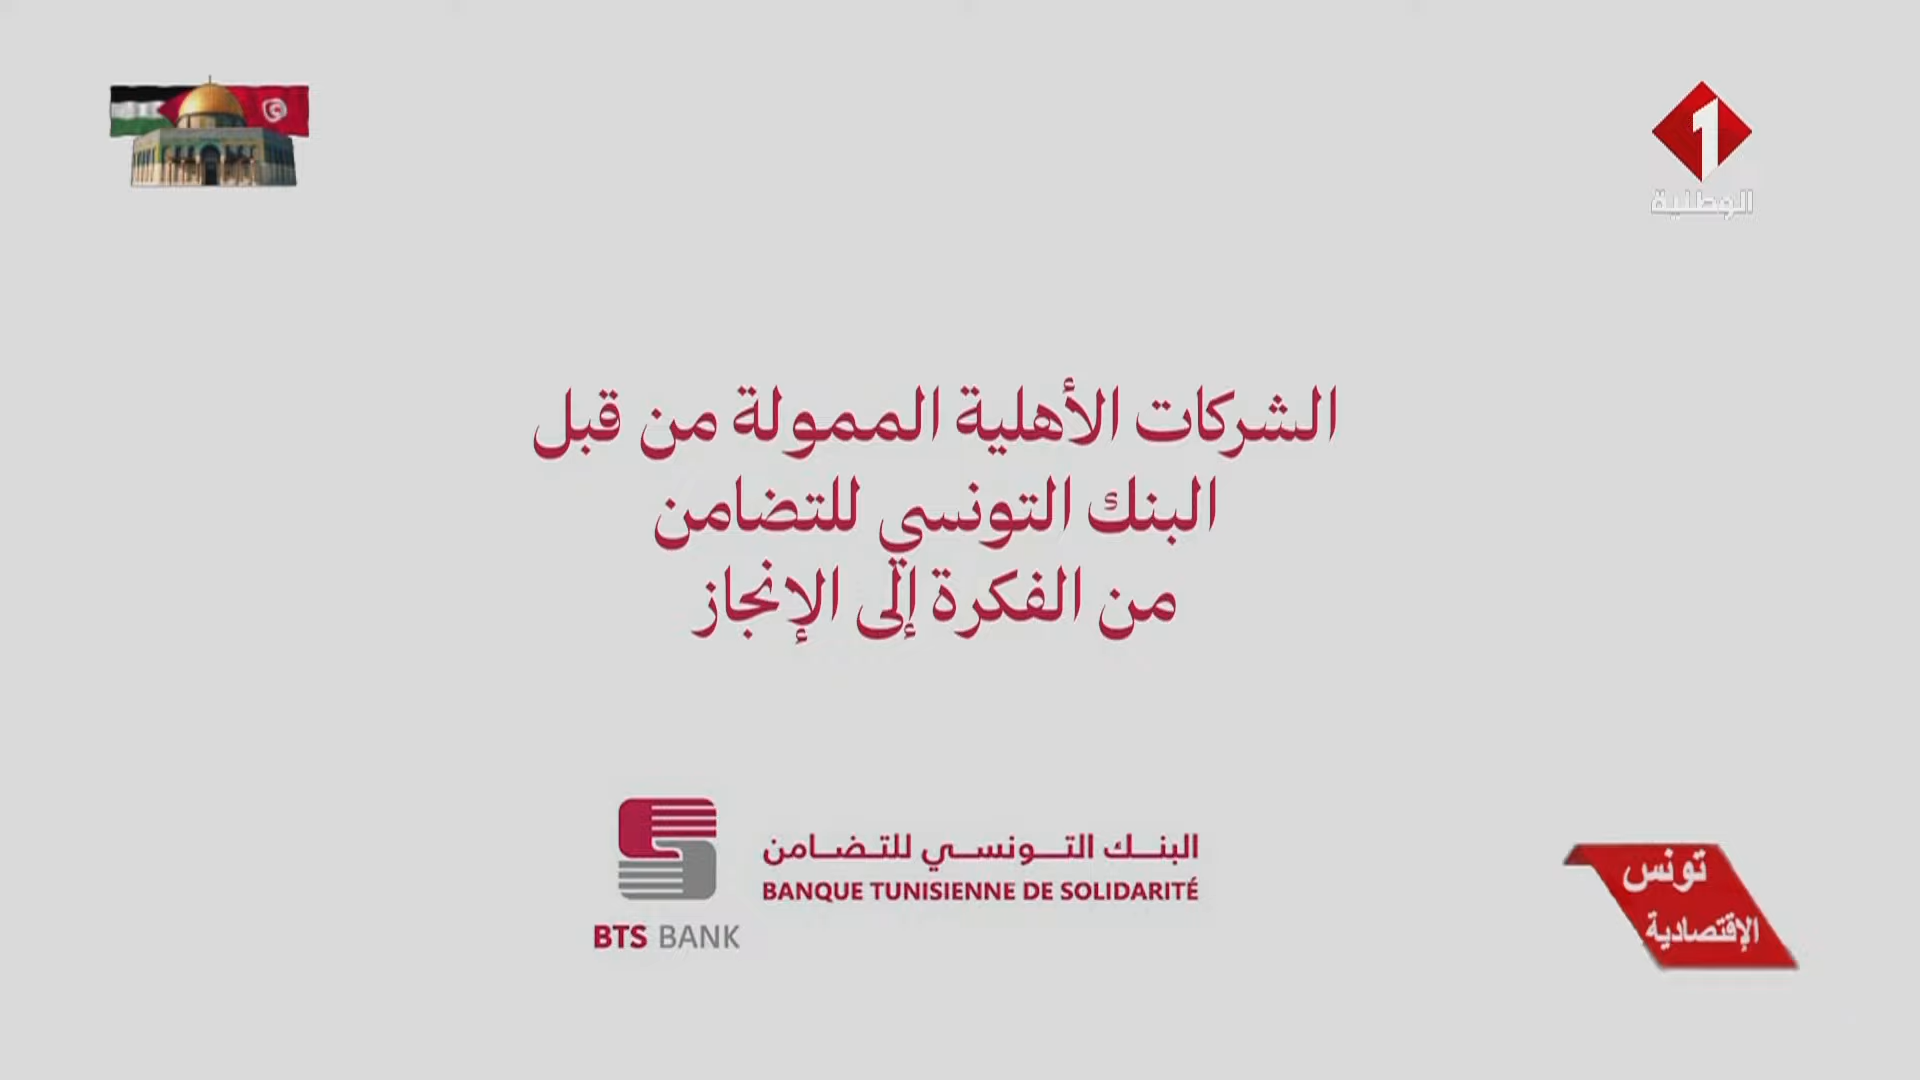 1
الوطنية
الشركات الأهلية الممولة من قبل
البنك التونسي للتضامن
من الفكرة إلى الإنجاز
البنك التونسي للتضامن
BANQUE TUNISIENNE DE SOLIDARITÉ
BTS BANK
تونس
الإقتصادية